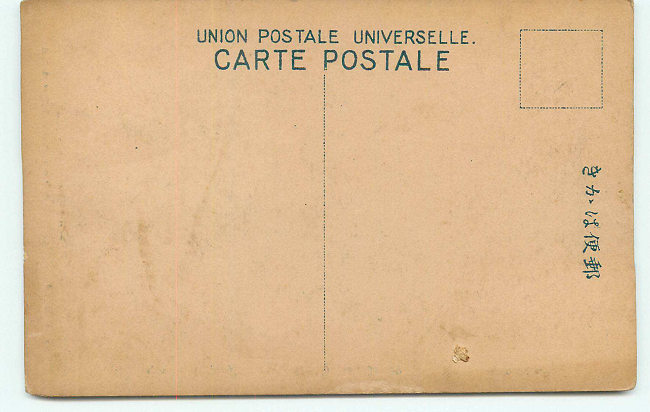 UNION POSTALE UNIVERSELLE.
CARTE POSTALE
郵便はかき